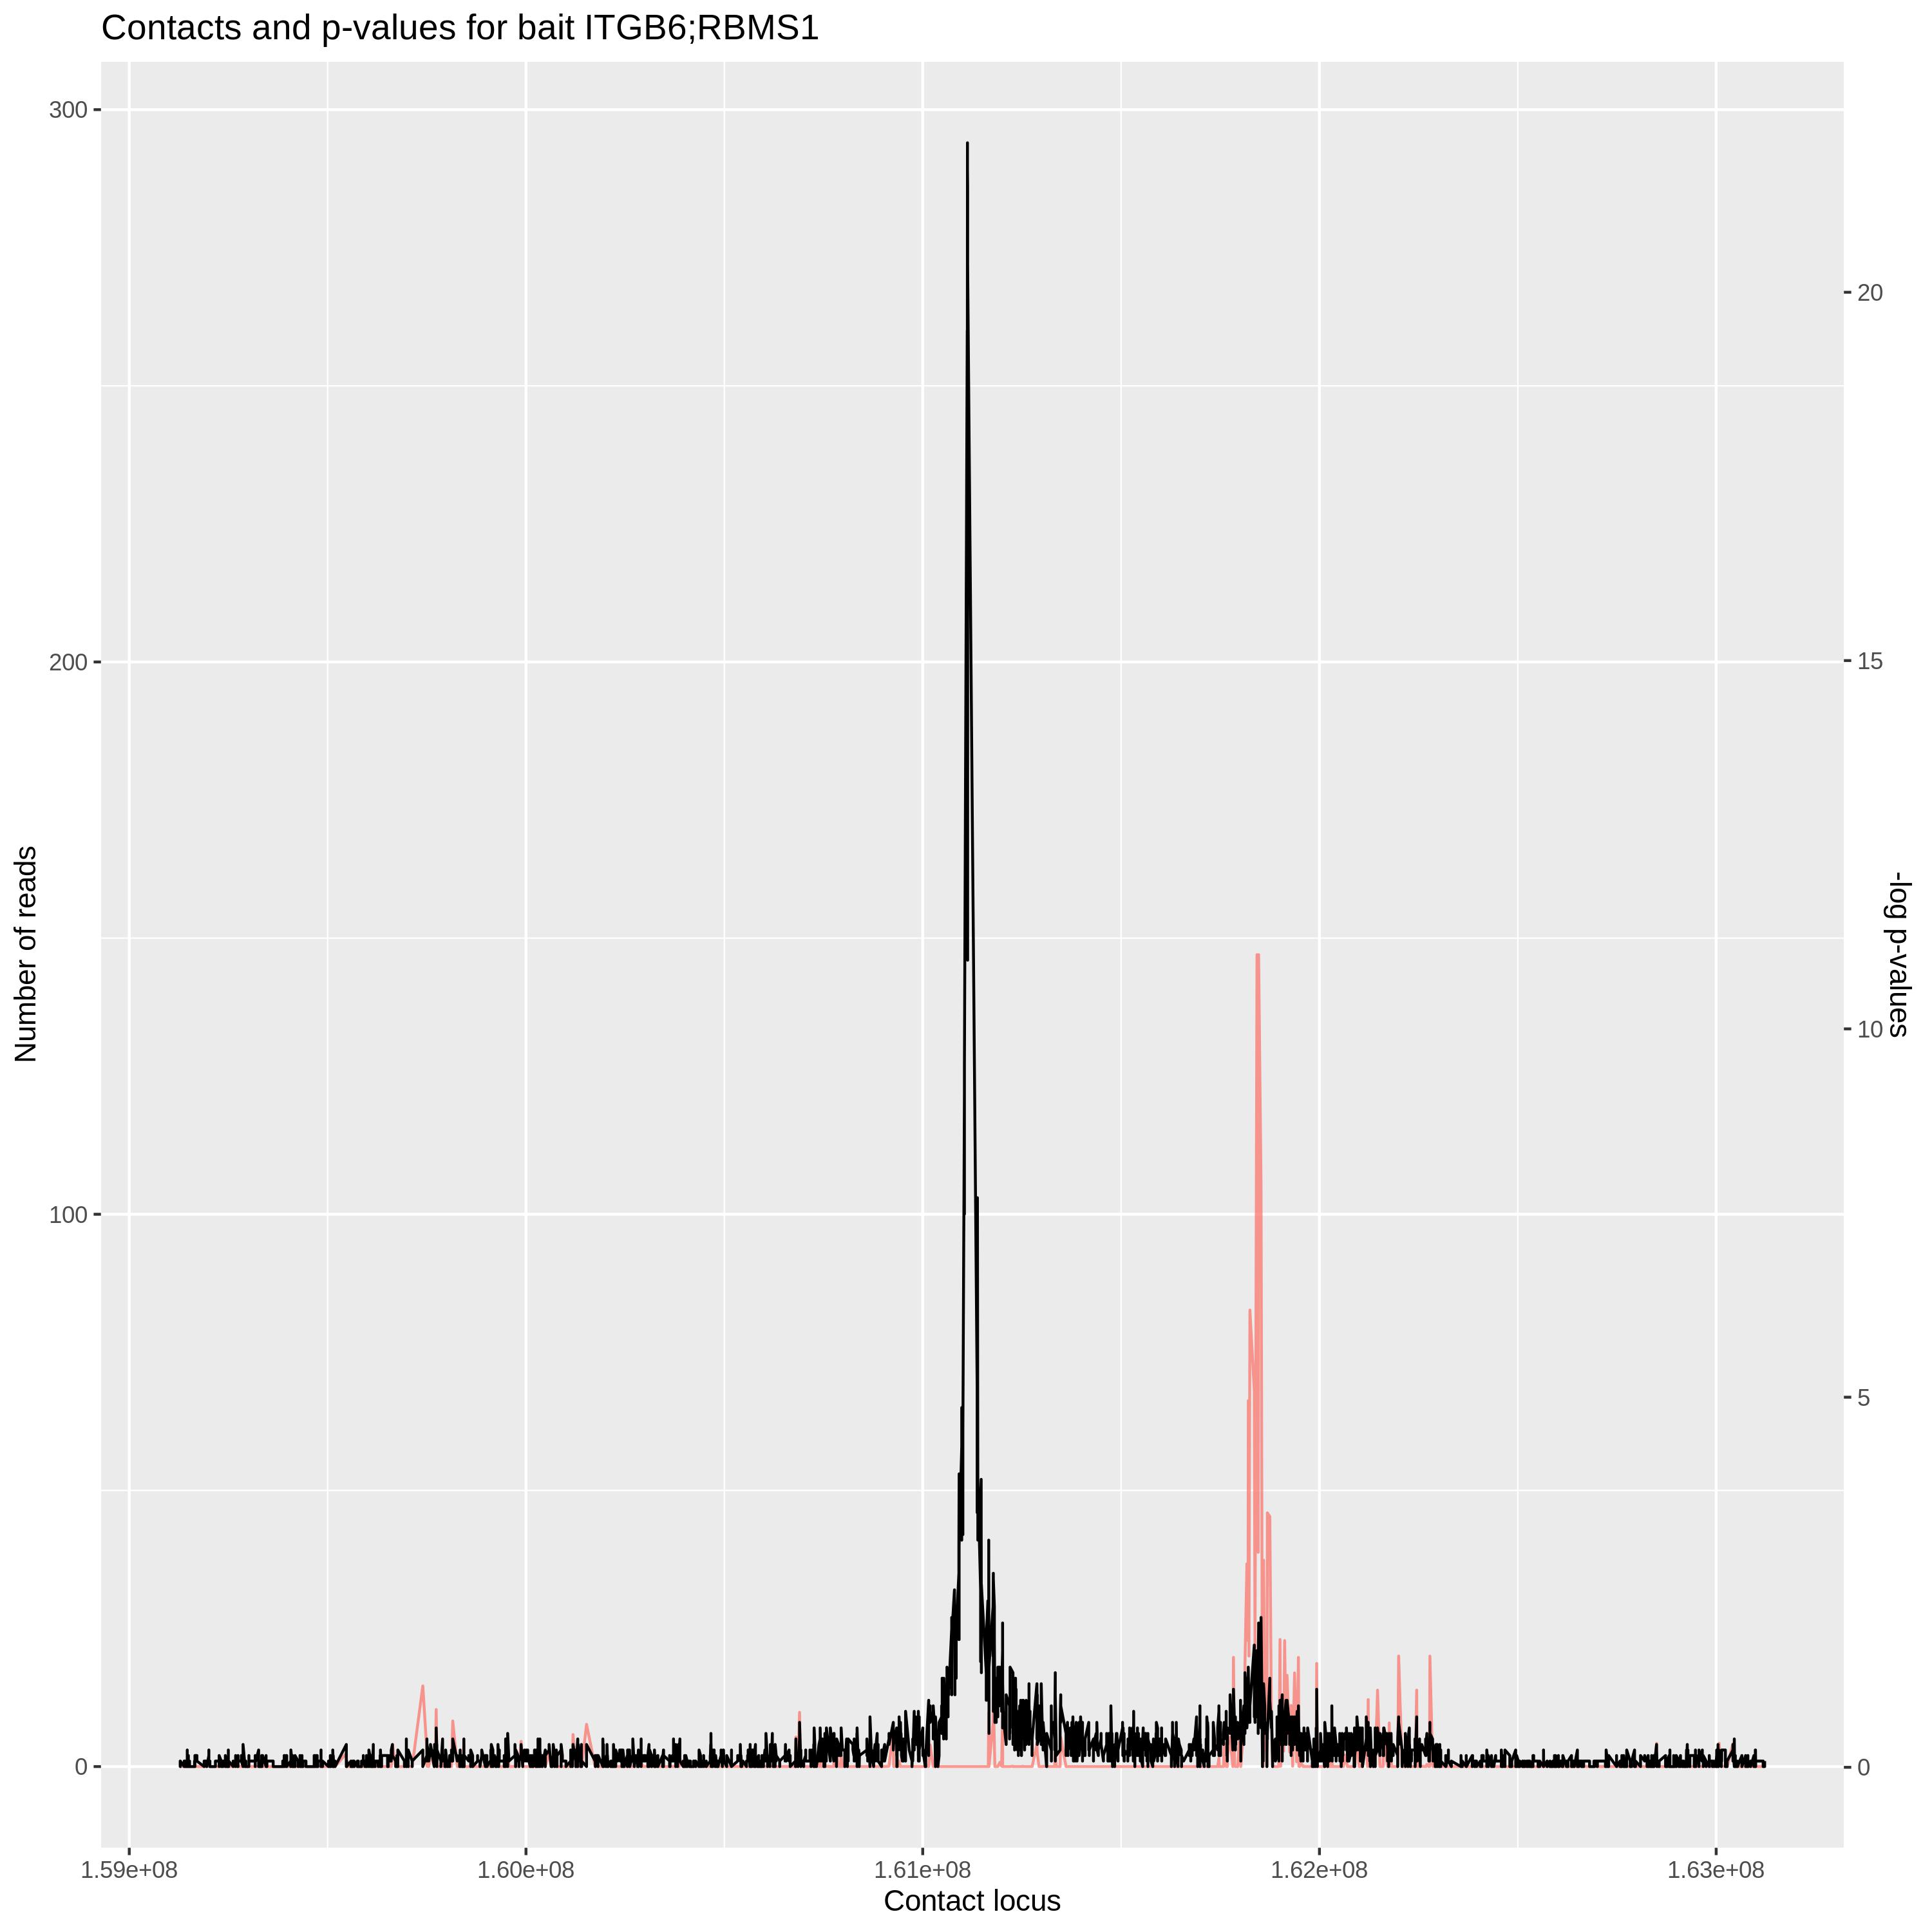 Contacts and p-values for bait ITGB6;RBMS1
300
200
100
0
Number of reads
20
15
10
5
0
-log p-values
1.59e+08 1.60e+08 1.61e+08 1.62e+08 1.63e+08
Contact locus